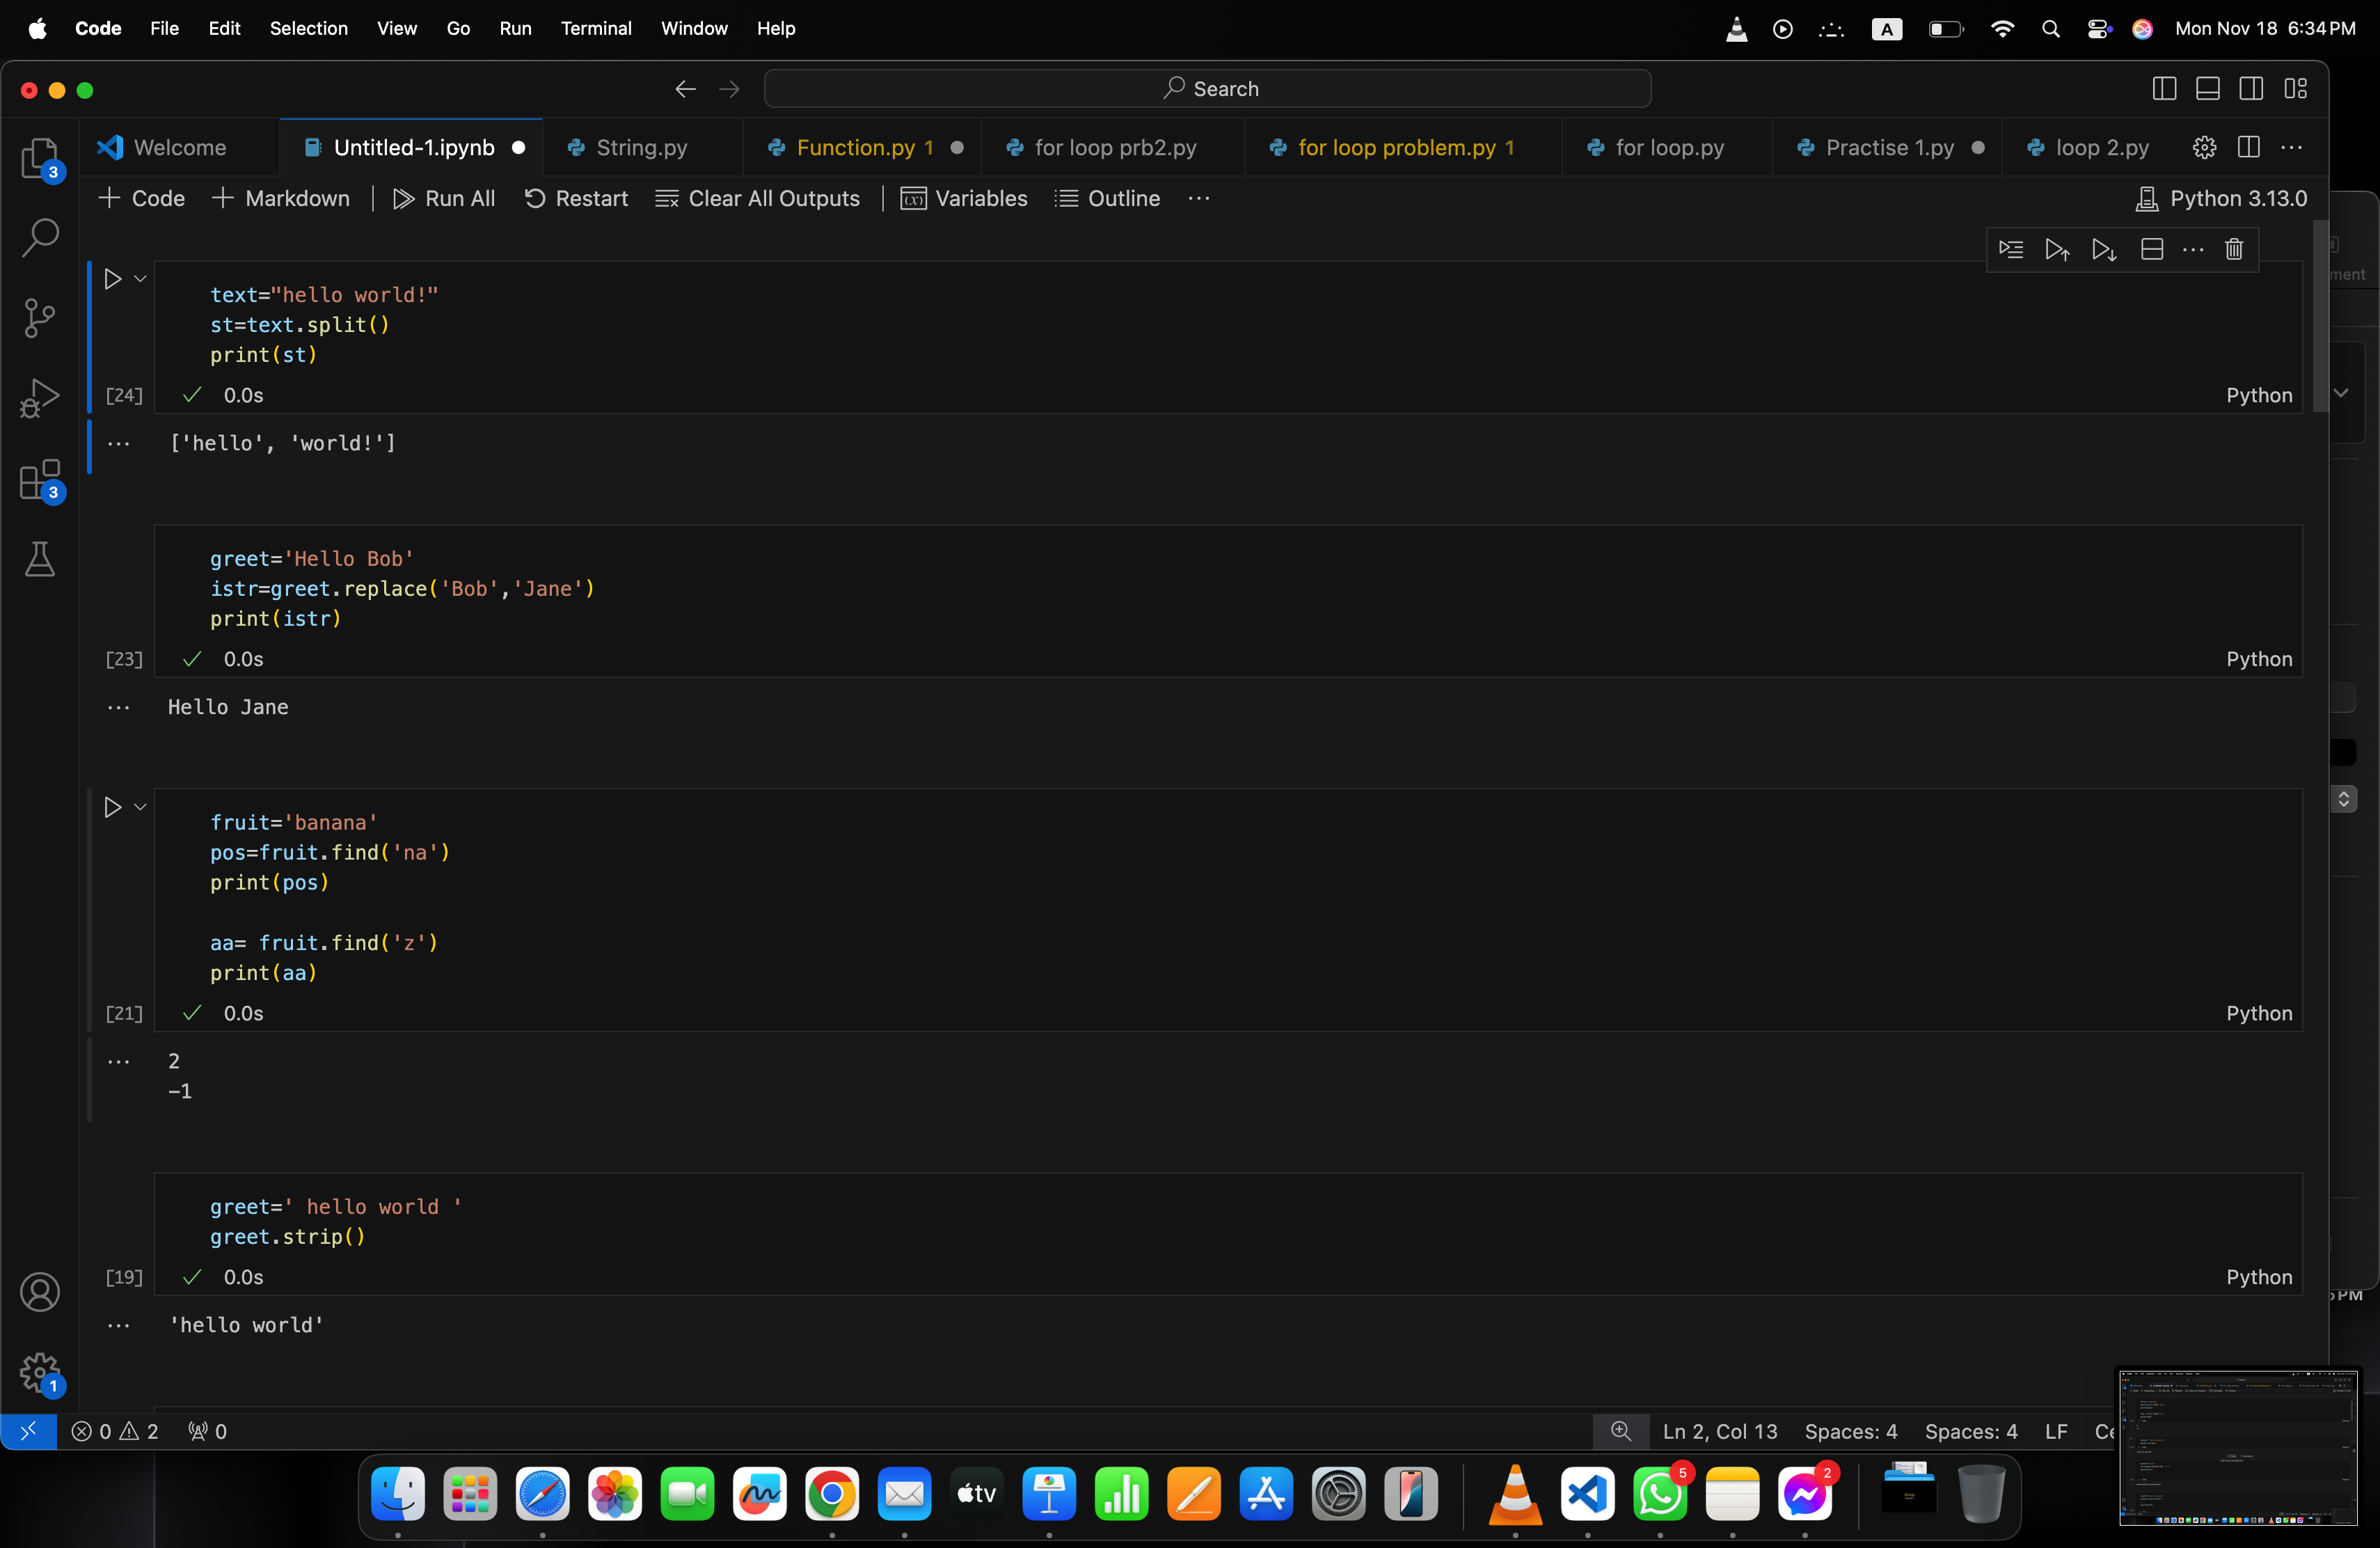 Code File Edit Selection View Go Run Terminal Window Help A Mon Nov 18 6:34 PM
Search
3 Welcome Untitled-1.ipynb String.py Function.py 1 for loop prb2.py for loop problem.py 1 for loop.py Practise 1.py loop 2.py ...
Code Markdown Run All Restart Clear All Outputs (x) Variables Outline ... Python 3.13.0
ment
text="hello world!"
st=text.split()
print(st)
[24] 0.0s Python
... ['hello', 'world!']
3
greet='Hello Bob'
istr=greet.replace('Bob','Jane')
print(istr)
[23] 0.0s Python
... Hello Jane
fruit='banana'
pos=fruit.find('na')
print(pos)
aa= fruit.find('z')
print(aa)
[21] 0.0s Python
... 2
-1
greet=' hello world '
greet.strip()
[19] 0.0s Python
PM
... 'hello world'
1
0 2 0 Ln 2, Col 13 Spaces: 4 Spaces: 4 LF Ce
tv 5 2